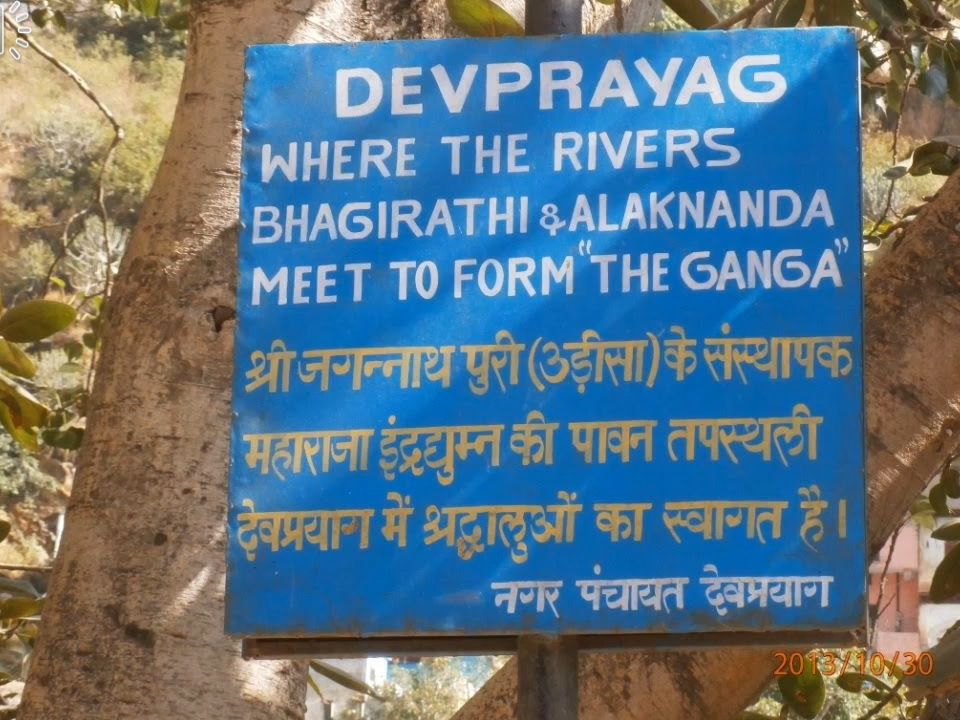 DEVPRAYAG
WHERE THE RIVERS
BHAGIRATHI & ALAKNANDA
MEET TO FORM "THE GANGA"
श्री जगन्नाथ पुरी (उड़ीसा) के संस्थापक
महाराजा इंद्रद्युम्न की पावन तपस्थली
देवप्रयाग में श्रद्धालुओं का स्वागत है।
नगर पंचायत देवप्रयाग
2013/10/30